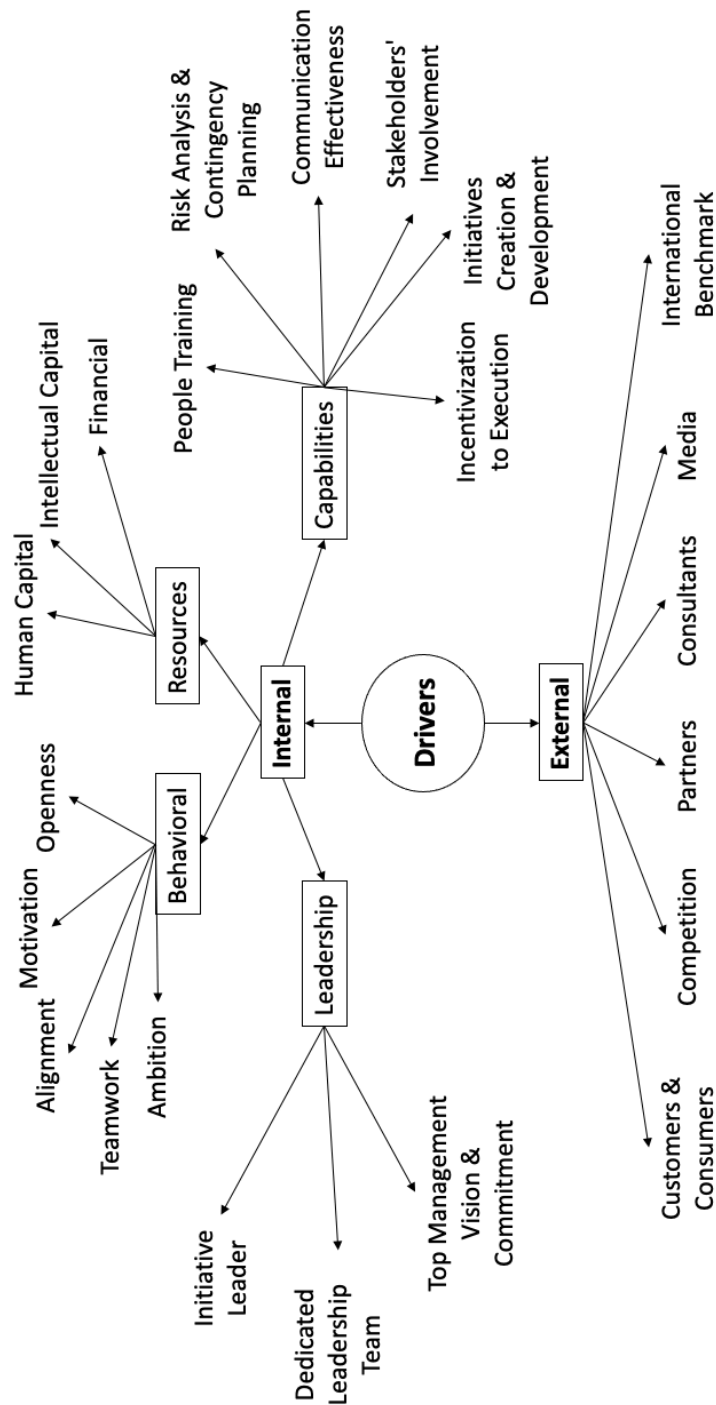 Human Capital
Intellectual Capital
Financial
Resources
Openness
Motivation
Alignment
Teamwork
Ambition
Behavioral
People Training
Risk Analysis &
Contingency
Planning
Communication
Effectiveness
Stakeholders'
Involvement
Initiatives
Creation &
Development
Incentivization
to Execution
Capabilities
Internal
Leadership
Initiative
Leader
Dedicated
Leadership
Team
Top Management
Vision &
Commitment
Drivers
External
Customers &
Consumers
Competition
Partners
Consultants
Media
International
Benchmark